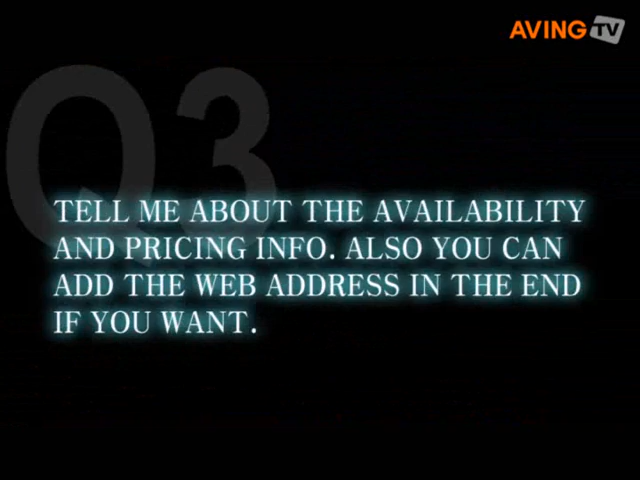 AVING TV
Q3
TELL ME ABOUT THE AVAILABILITY
AND PRICING INFO. ALSO YOU CAN
ADD THE WEB ADDRESS IN THE END
IF YOU WANT.